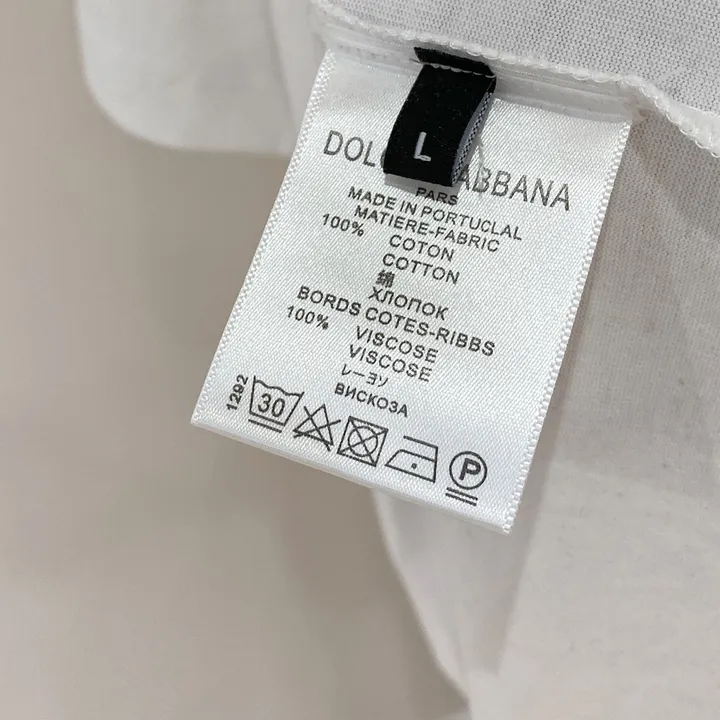 L
DOL ABBANA
PARS
MADE IN PORTUCLAL
MATIERE-FABRIC
100% COTON
COTTON
綿
ХЛОПОК
BORDS COTES-RIBBS
100% VISCOSE
VISCOSE
レーヨン
ВИСКОЗА
1292 30 P